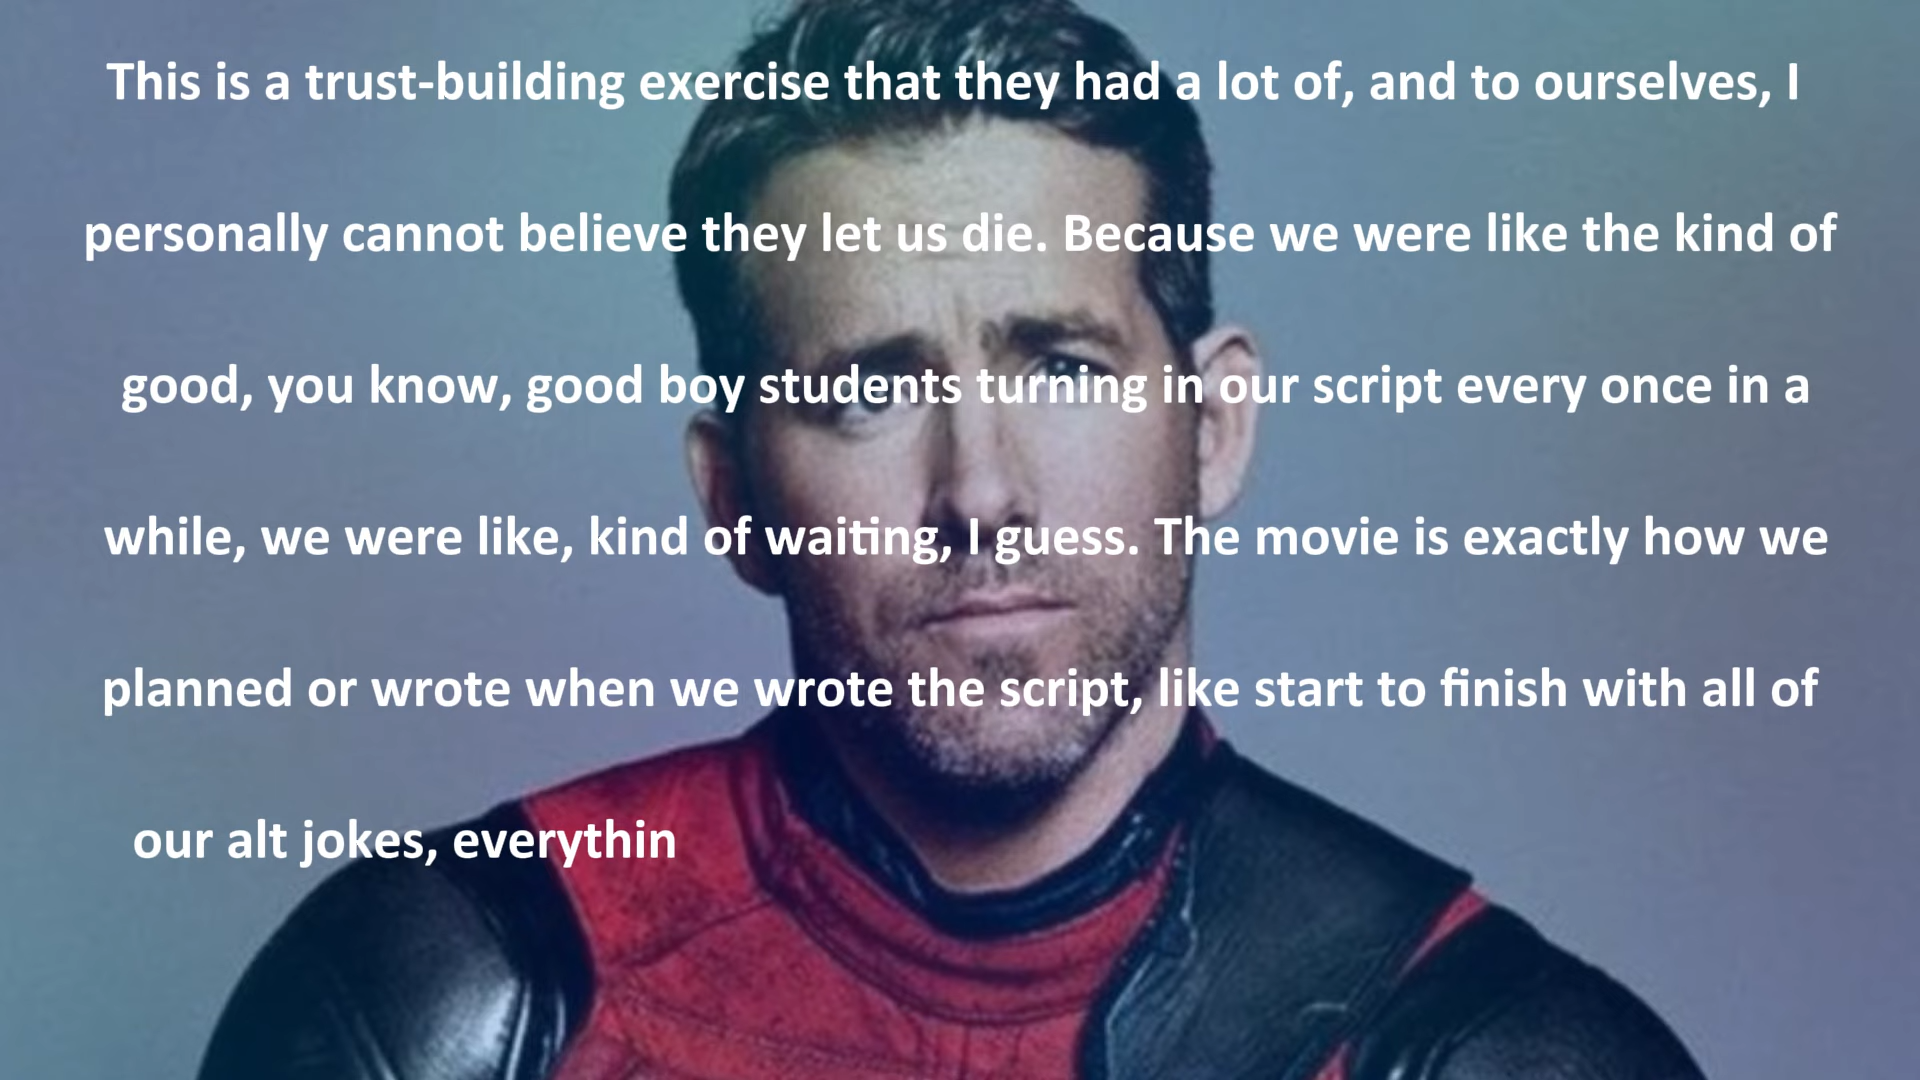 This is a trust-building exercise that they had a lot of, and to ourselves, I
personally cannot believe they let us die. Because we were like the kind of
good, you know, good boy students turning in our script every once in a
while, we were like, kind of waiting, I guess. The movie is exactly how we
planned or wrote when we wrote the script, like start to finish with all of
our alt jokes, everythin